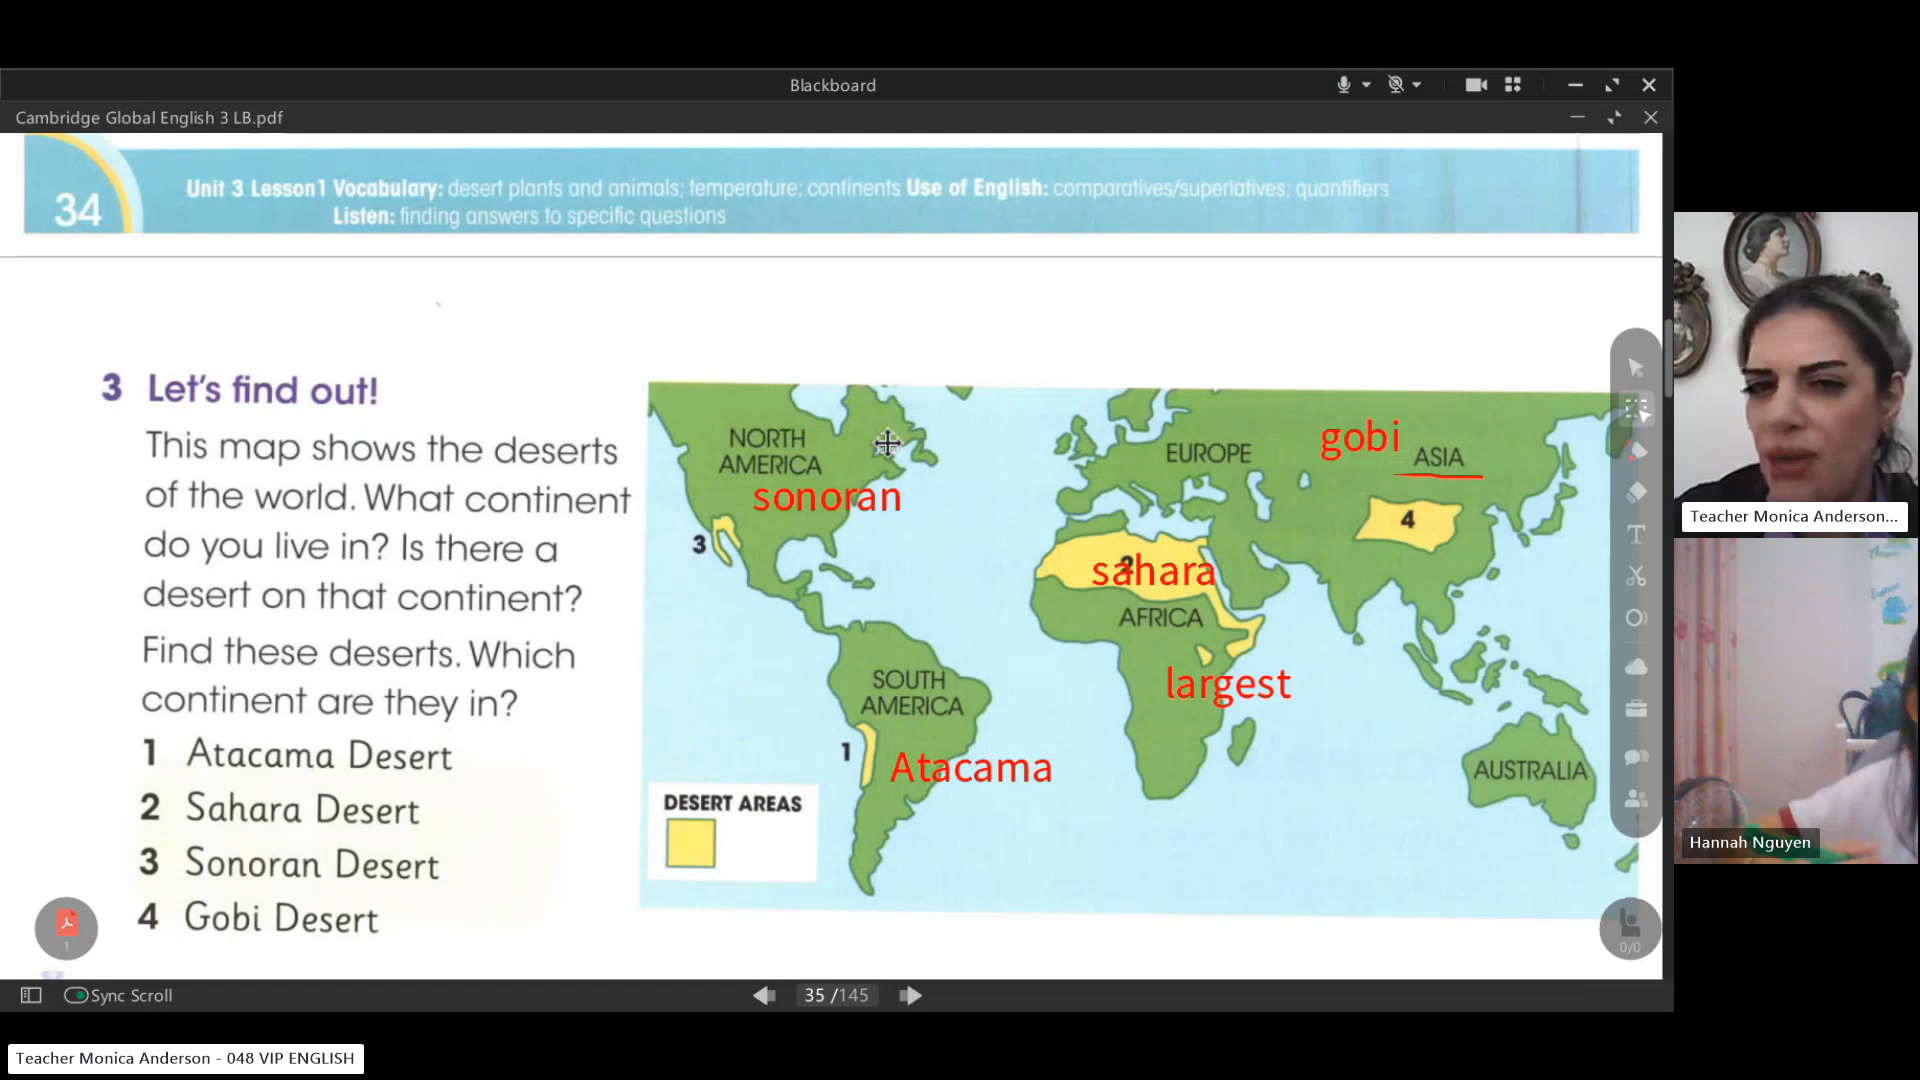 Blackboard
Cambridge Global English 3 LB.pdf
34
Unit 3 Lesson1 Vocabulary: desert plants and animals; temperature; continents Use of English: comparatives/superlatives; quantifiers
Listen: finding answers to specific questions
3 Let's find out!
This map shows the deserts
of the world. What continent
do you live in? Is there a
desert on that continent?
Find these deserts. Which
continent are they in?
1 Atacama Desert
2 Sahara Desert
3 Sonoran Desert
4 Gobi Desert
NORTH
AMERICA
sonoran
3
EUROPE
gobi
ASIA
4
2
sahara
AFRICA
largest
SOUTH
AMERICA
1
Atacama
AUSTRALIA
DESERT AREAS
T
1
0/0
Sync Scroll
35 /145
Teacher Monica Anderson...
Hannah Nguyen
Teacher Monica Anderson - 048 VIP ENGLISH